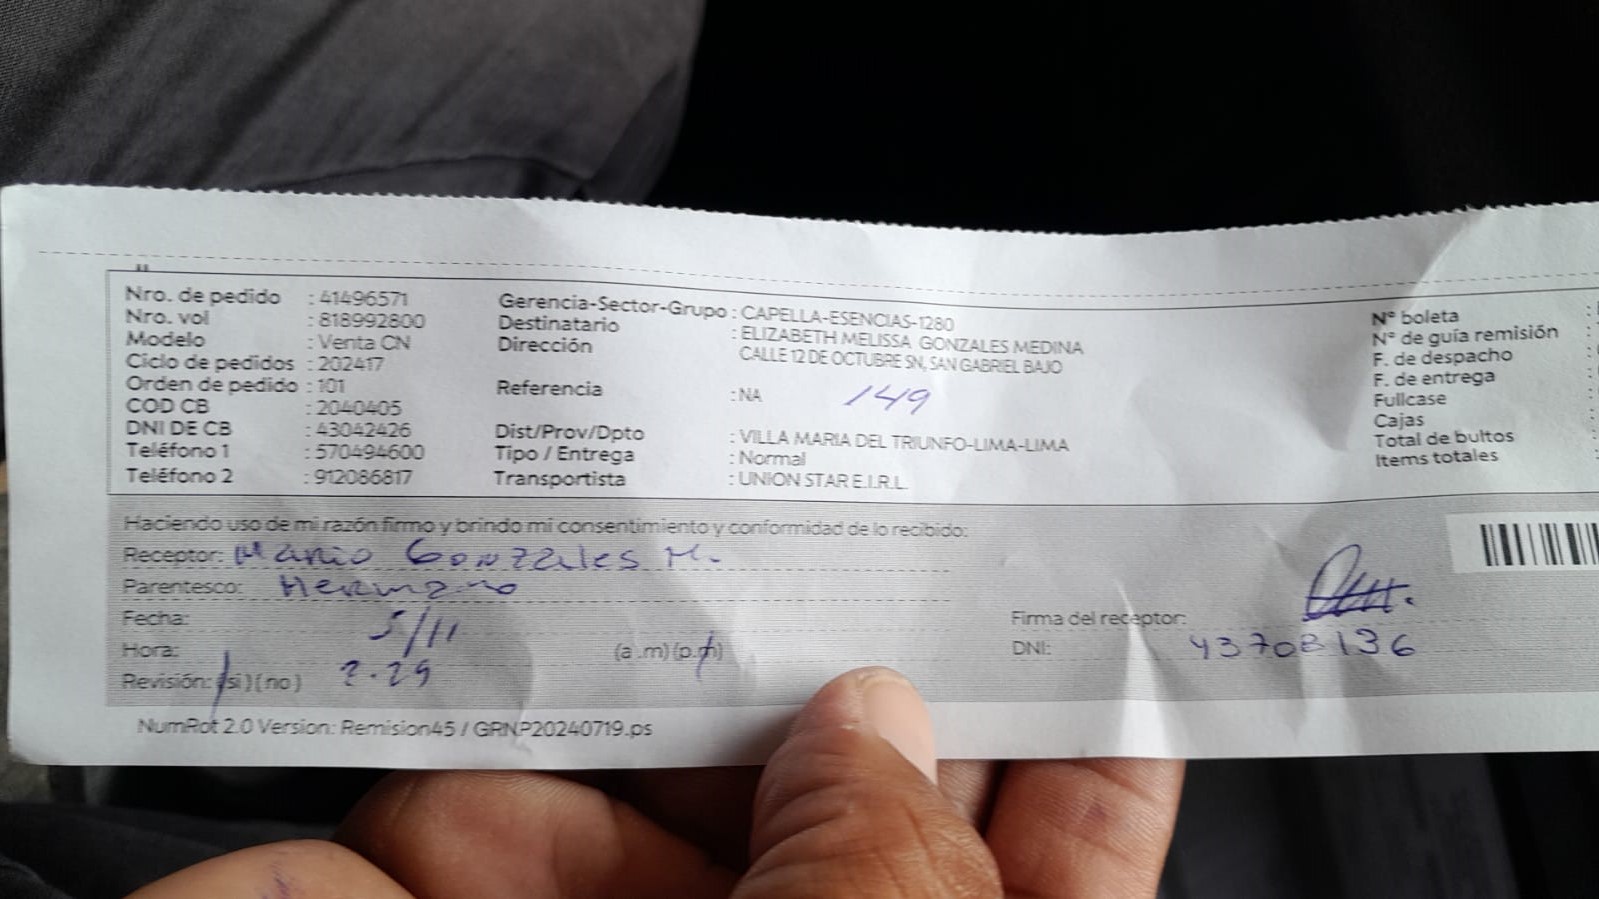 Nro. de pedido : 41496571
Nro. vol : 818992800
Modelo : Venta CN
Ciclo de pedidos : 202417
Orden de pedido : 101
COD CB : 2040405
DNI DE CB : 43042426
Teléfono 1 : 570494600
Teléfono 2 : 912086817
Gerencia-Sector-Grupo : CAPELLA-ESENCIAS-1280
Destinatario : ELIZABETH MELISSA GONZALES MEDINA
Dirección CALLE 12 DE OCTUBRE SN, SAN GABRIEL BAJO
Referencia : NA 149
Dist/Prov/Dpto : VILLA MARIA DEL TRIUNFO-LIMA-LIMA
Tipo / Entrega : Normal
Transportista : UNION STAR E.I.R.L.
N° boleta :
N° de guía remisión :
F. de despacho :
F. de entrega :
Fullcase :
Cajas :
Total de bultos :
Items totales :
Haciendo uso de mi razón firmo y brindo mi consentimiento y conformidad de lo recibido:
Receptor: Mario Gonzales M.
Parentesco: Hermano
Fecha: 5/11
Hora: 2.29 (a.m) (p.m)
Revisión: (si) (no)
Firma del receptor:
DNI: 43708136
NumRot 2.0 Version: Remision45 / GRNP20240719.ps